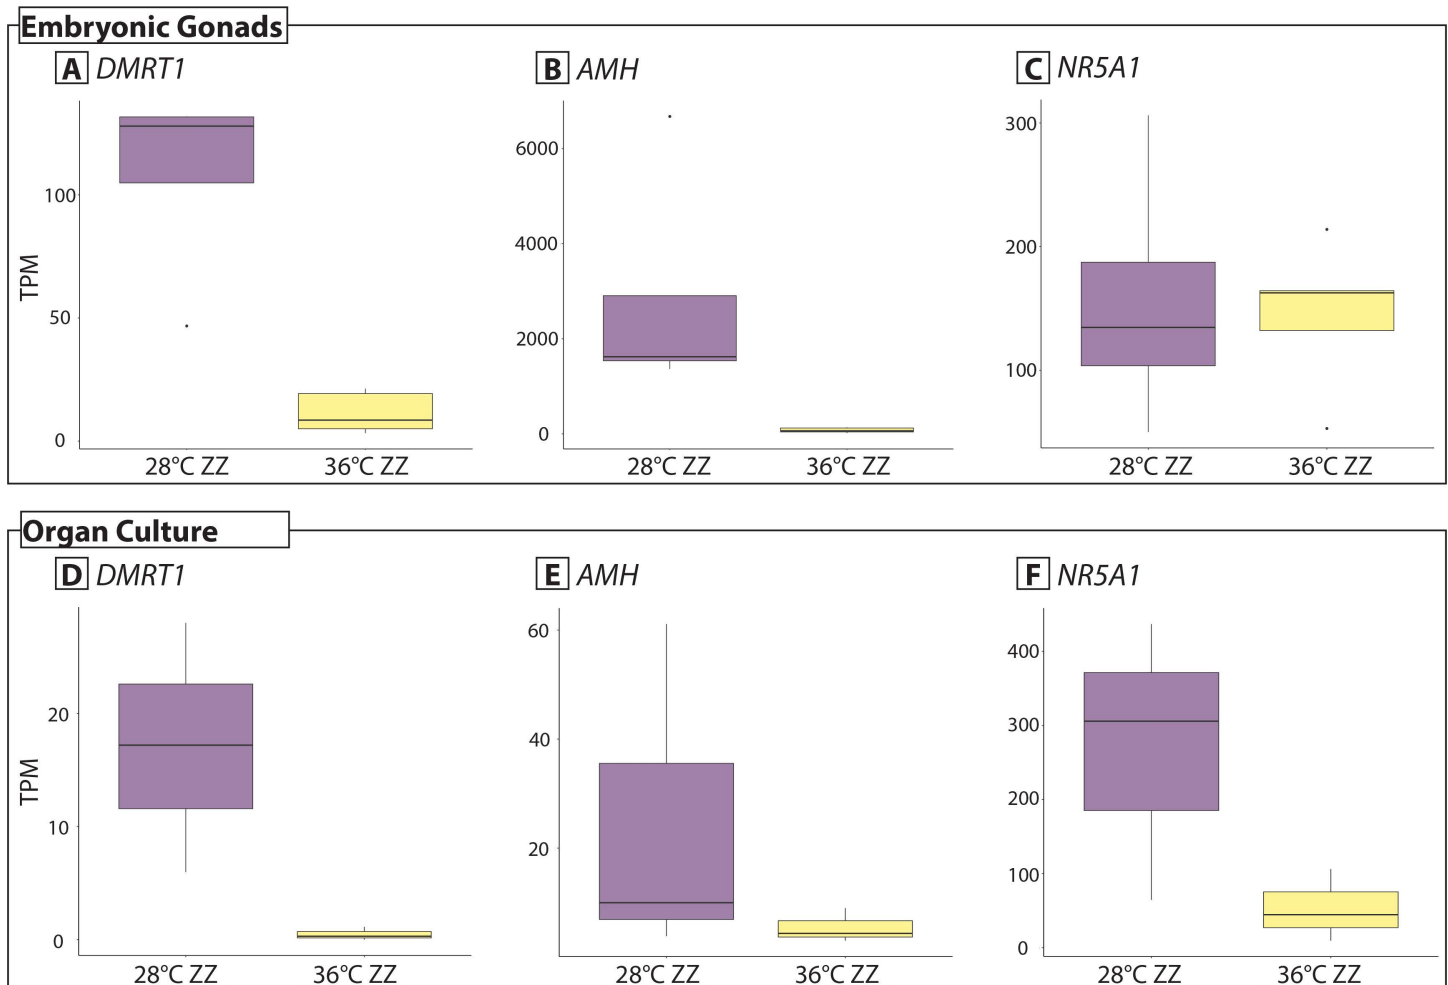 Embryonic Gonads
A DMRT1
B AMH
C NR5A1
TPM
100
50
0
28°C ZZ
36°C ZZ
6000
4000
2000
0
28°C ZZ
36°C ZZ
300
200
100
28°C ZZ
36°C ZZ
Organ Culture
D DMRT1
E AMH
F NR5A1
TPM
20
10
0
28°C ZZ
36°C ZZ
60
40
20
28°C ZZ
36°C ZZ
400
300
200
100
0
28°C ZZ
36°C ZZ